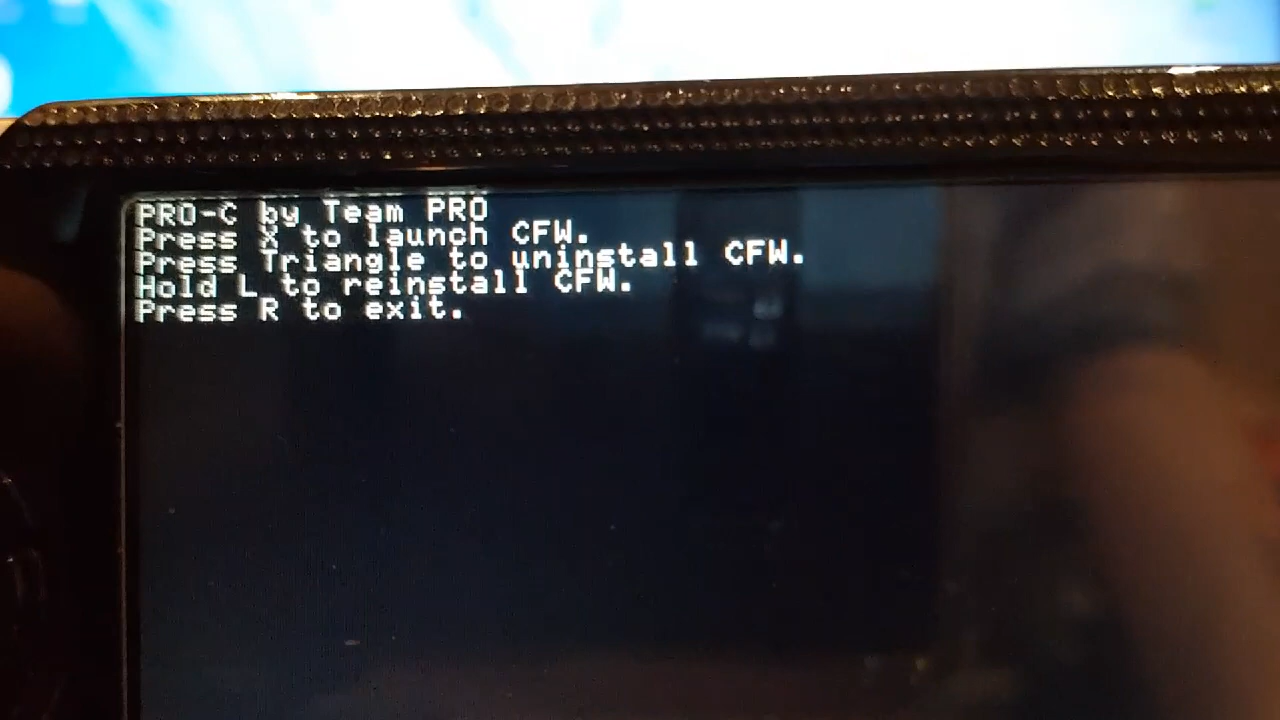 PRO-C by Team PRO
Press X to launch CFW.
Press Triangle to uninstall CFW.
Hold L to reinstall CFW.
Press R to exit.